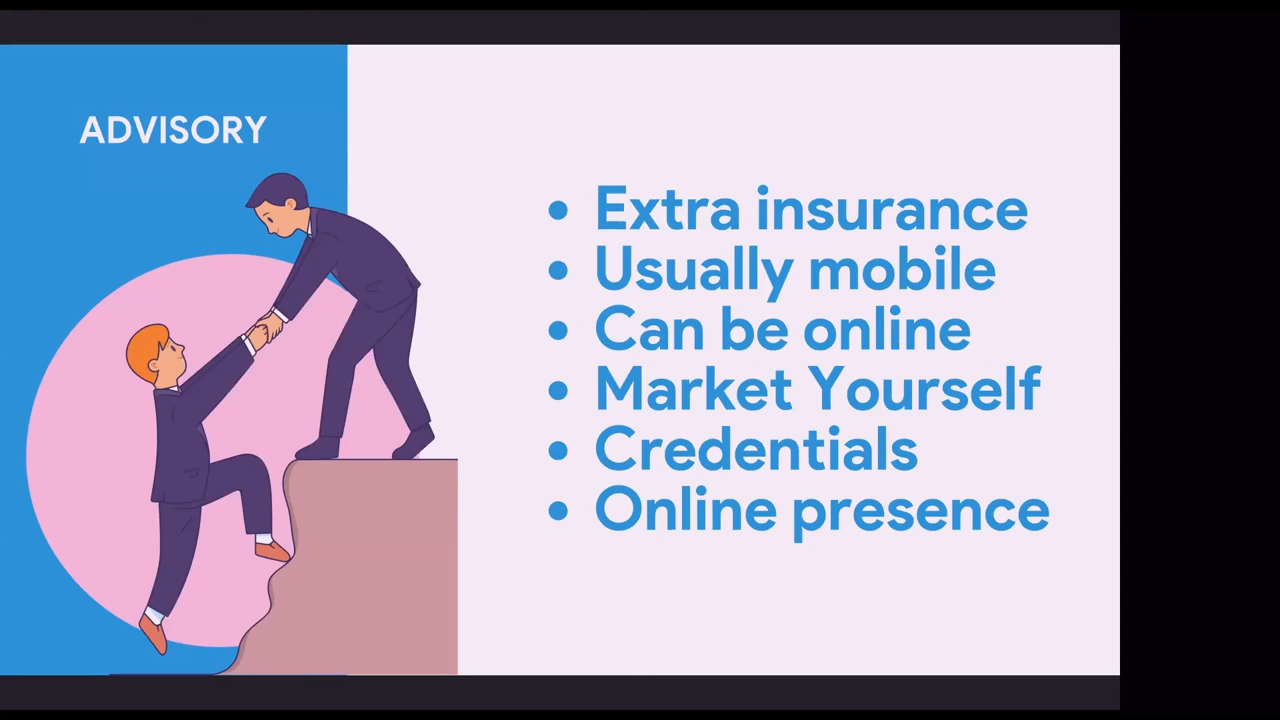 ADVISORY
• Extra insurance
• Usually mobile
• Can be online
• Market Yourself
• Credentials
• Online presence